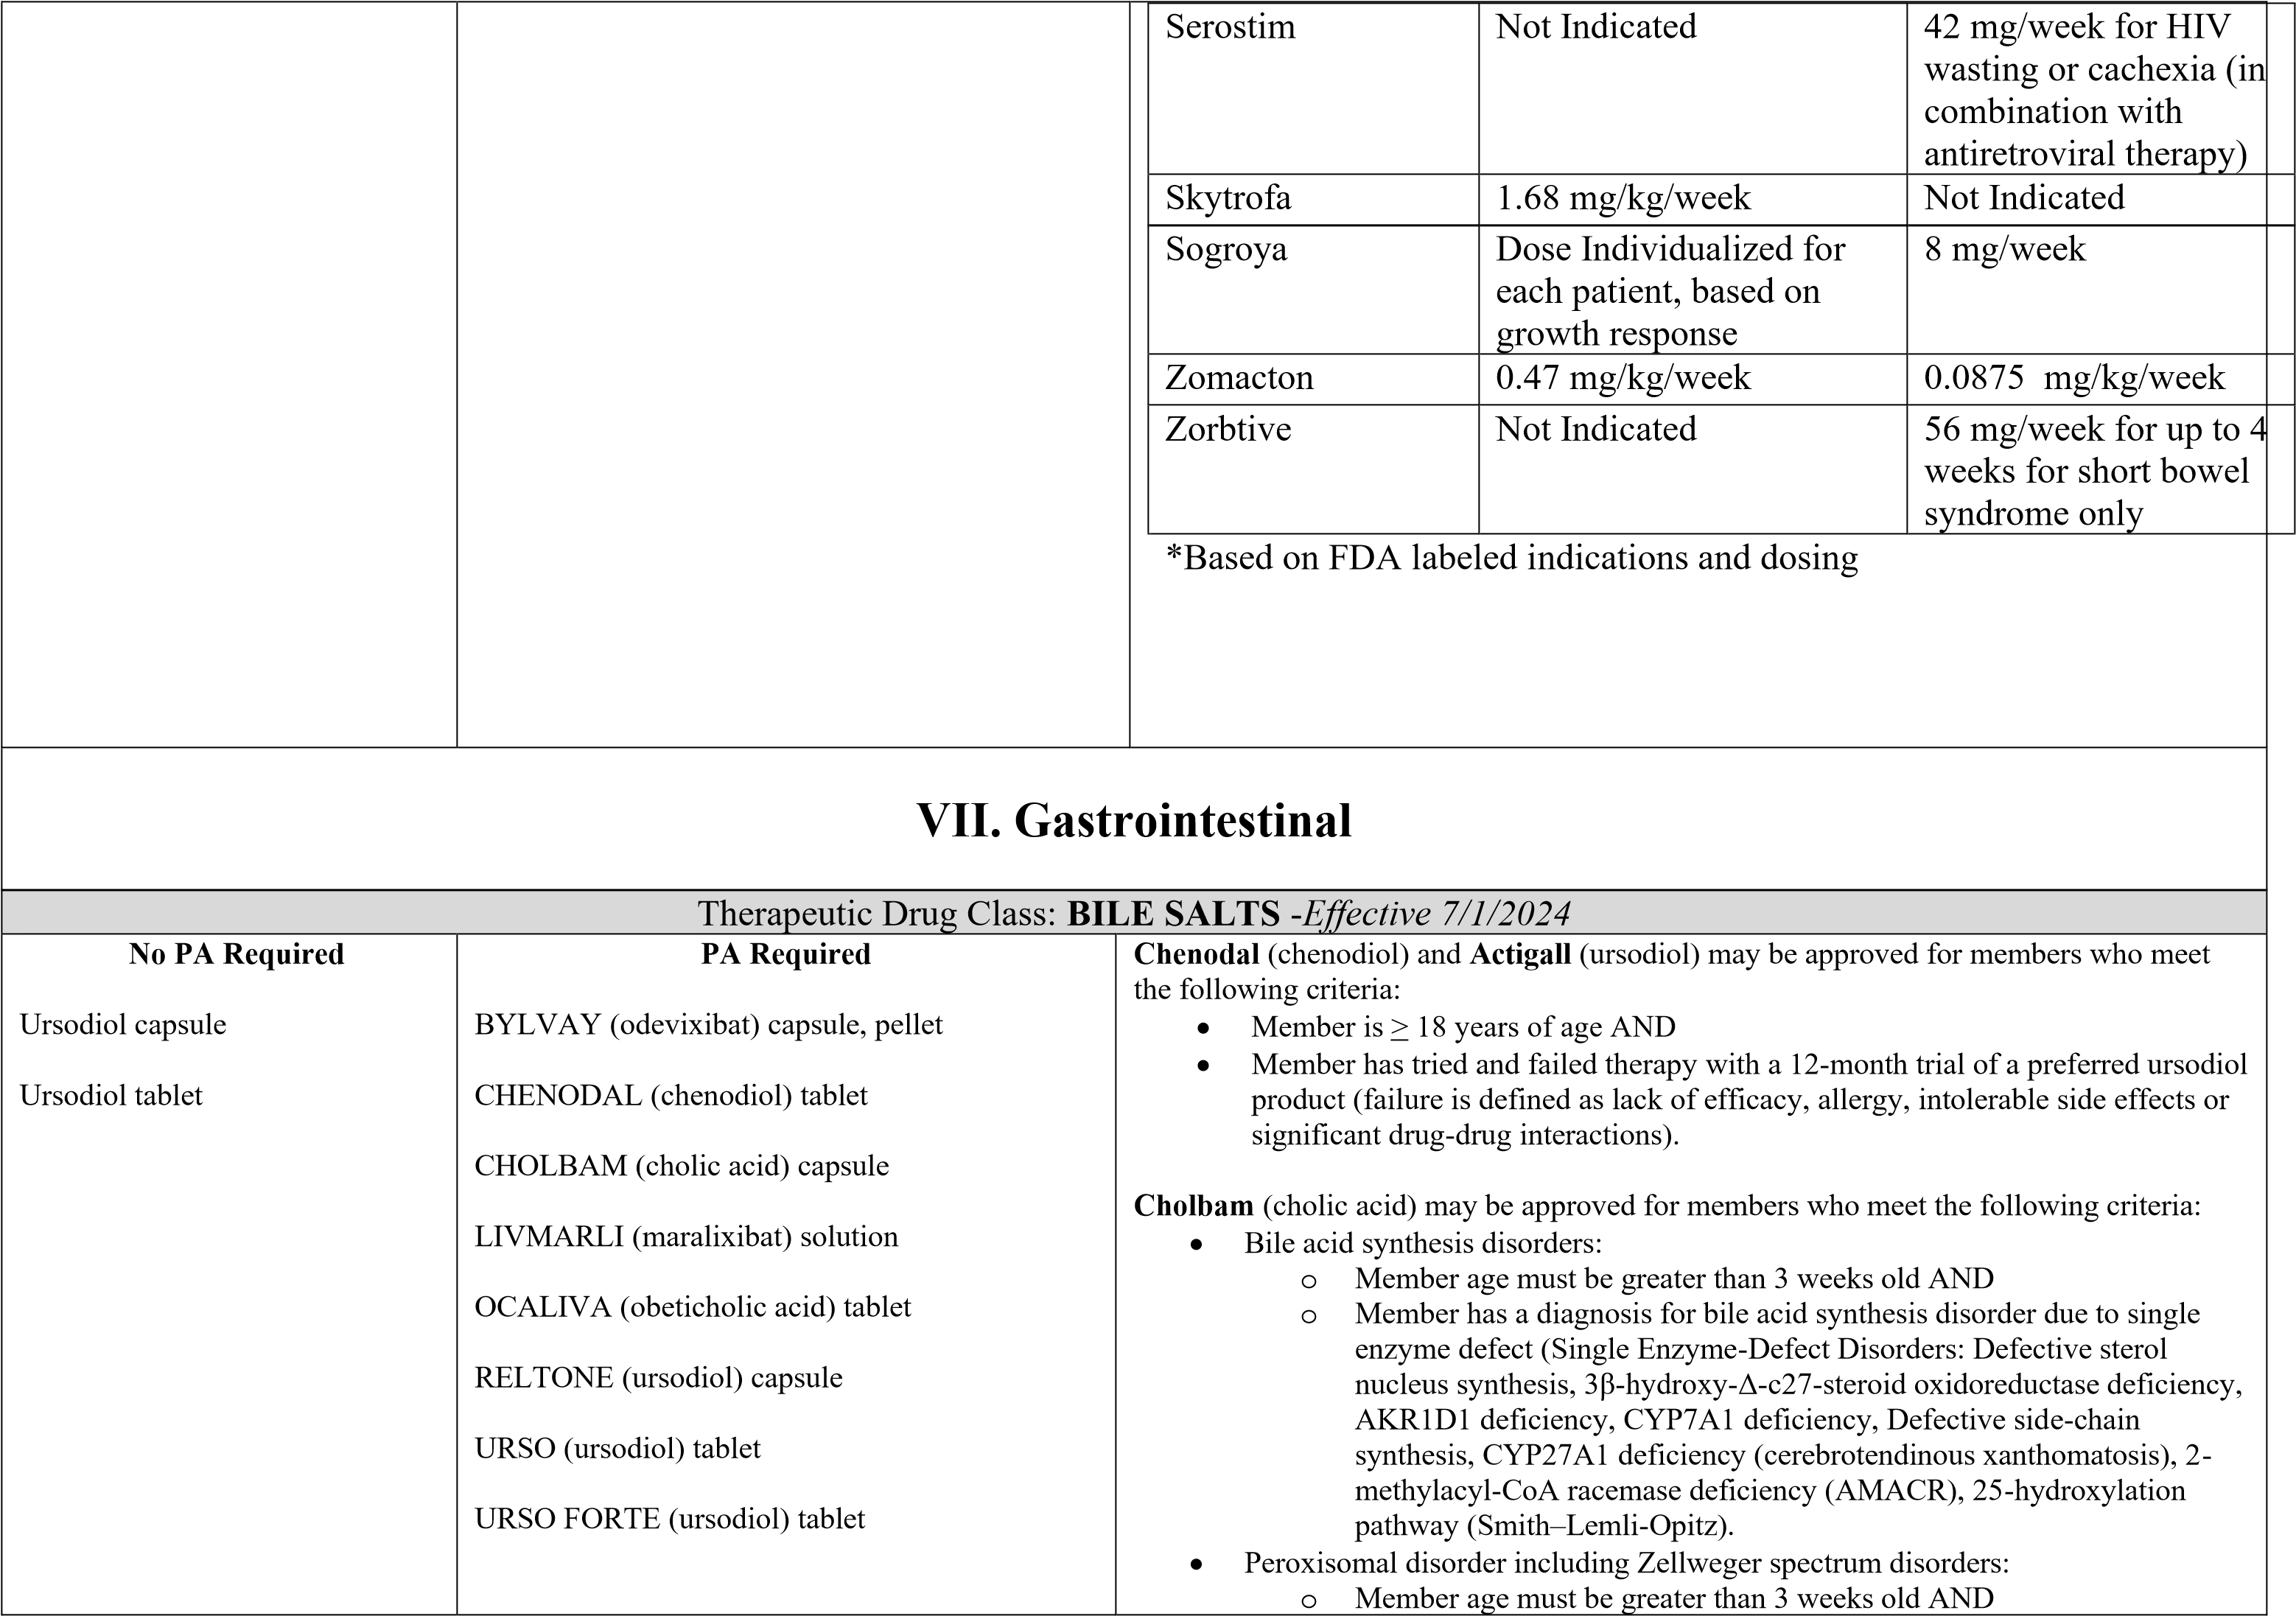 Serostim
Not Indicated
42 mg/week for HIV
wasting or cachexia (in
combination with
antiretroviral therapy)
Skytrofa
1.68 mg/kg/week
Not Indicated
Sogroya
Dose Individualized for
each patient, based on
growth response
8 mg/week
Zomacton
0.47 mg/kg/week
0.0875  mg/kg/week
Zorbtive
Not Indicated
56 mg/week for up to 4
weeks for short bowel
syndrome only
*Based on FDA labeled indications and dosing
VII. Gastrointestinal
Therapeutic Drug Class: BILE SALTS -Effective 7/1/2024
No PA Required
Ursodiol capsule
Ursodiol tablet
PA Required
BYLVAY (odevixibat) capsule, pellet
CHENODAL (chenodiol) tablet
CHOLBAM (cholic acid) capsule
LIVMARLI (maralixibat) solution
OCALIVA (obeticholic acid) tablet
RELTONE (ursodiol) capsule
URSO (ursodiol) tablet
URSO FORTE (ursodiol) tablet
Chenodal (chenodiol) and Actigall (ursodiol) may be approved for members who meet
the following criteria:
• Member is ≥ 18 years of age AND
• Member has tried and failed therapy with a 12-month trial of a preferred ursodiol
product (failure is defined as lack of efficacy, allergy, intolerable side effects or
significant drug-drug interactions).
Cholbam (cholic acid) may be approved for members who meet the following criteria:
• Bile acid synthesis disorders:
o Member age must be greater than 3 weeks old AND
o Member has a diagnosis for bile acid synthesis disorder due to single
enzyme defect (Single Enzyme-Defect Disorders: Defective sterol
nucleus synthesis, 3β-hydroxy-Δ-c27-steroid oxidoreductase deficiency,
AKR1D1 deficiency, CYP7A1 deficiency, Defective side-chain
synthesis, CYP27A1 deficiency (cerebrotendinous xanthomatosis), 2-
methylacyl-CoA racemase deficiency (AMACR), 25-hydroxylation
pathway (Smith–Lemli-Opitz).
• Peroxisomal disorder including Zellweger spectrum disorders:
o Member age must be greater than 3 weeks old AND